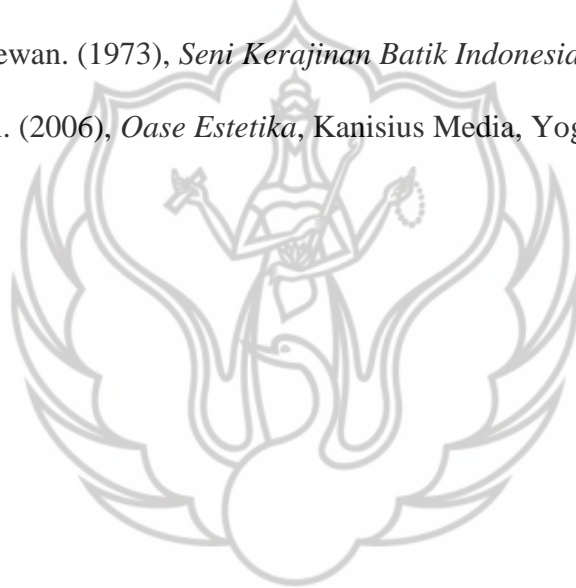 ewan. (1973), Seni Kerajinan Batik Indonesia
. (2006), Oase Estetika, Kanisius Media, Yog